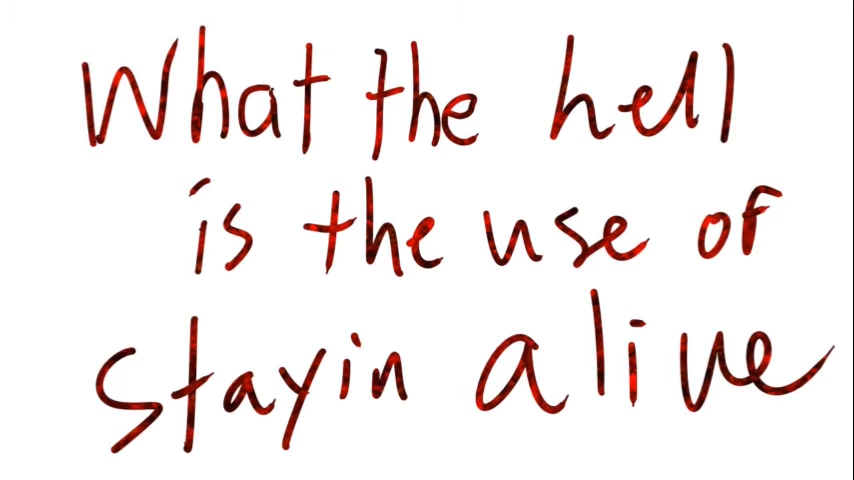 What the hell
is the use of
stayin alive